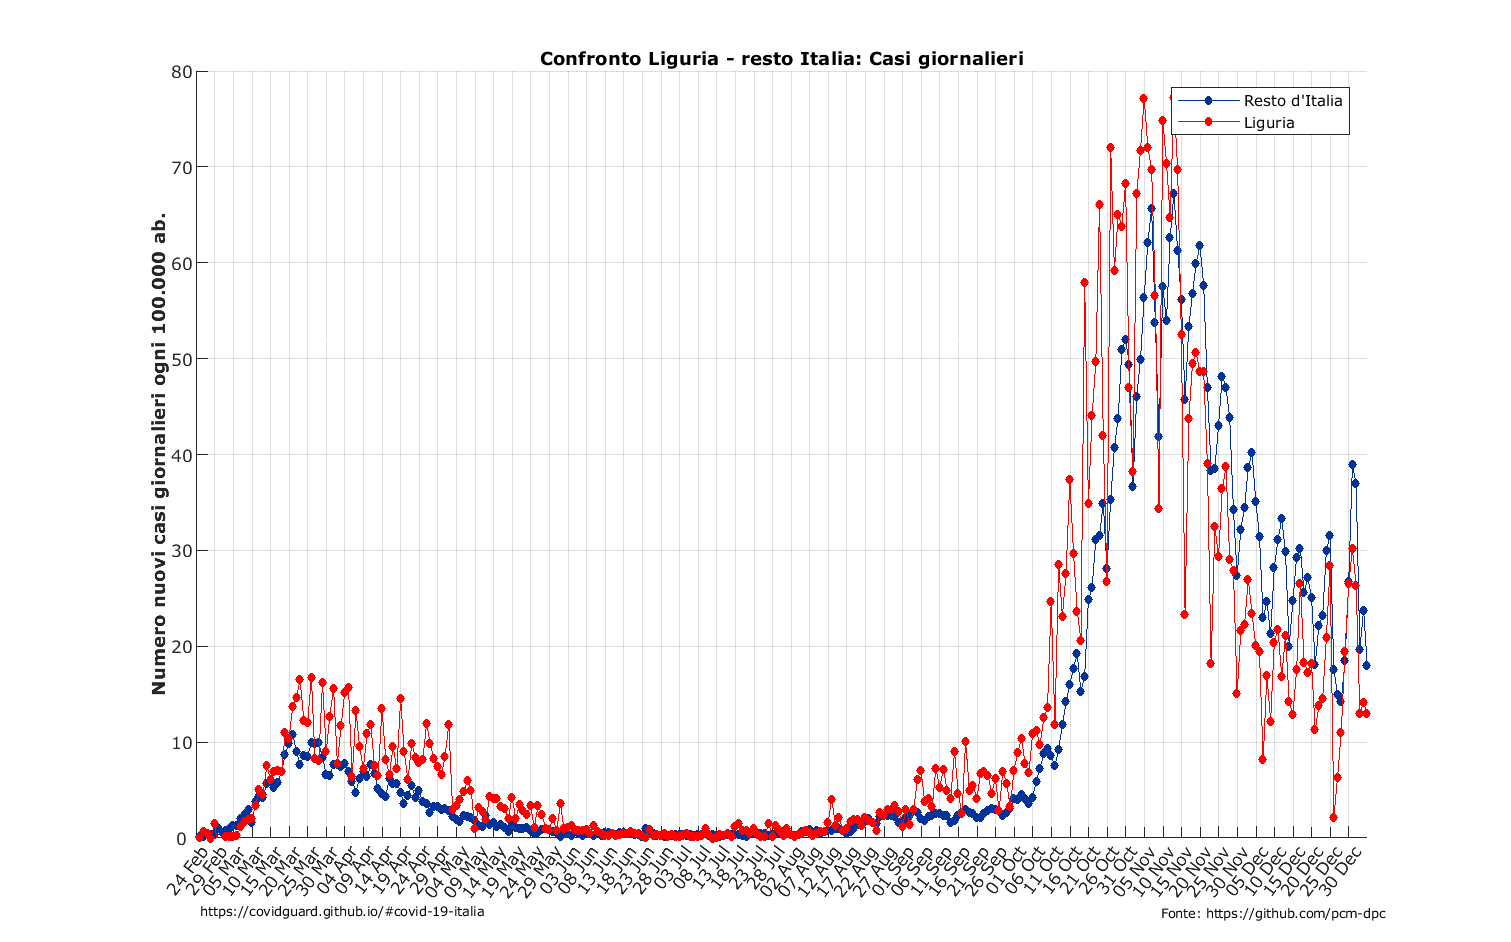 Confronto Liguria - resto Italia: Casi giornalieri
Numero nuovi casi giornalieri ogni 100.000 ab.
80
70
60
50
40
30
20
10
0
Resto d'Italia
Liguria
24 Feb
29 Feb
05 Mar
10 Mar
15 Mar
20 Mar
25 Mar
30 Mar
04 Apr
09 Apr
14 Apr
19 Apr
24 Apr
29 Apr
04 May
09 May
14 May
19 May
24 May
29 May
03 Jun
08 Jun
13 Jun
18 Jun
23 Jun
28 Jun
03 Jul
08 Jul
13 Jul
18 Jul
23 Jul
28 Jul
02 Aug
07 Aug
12 Aug
17 Aug
22 Aug
27 Aug
01 Sep
06 Sep
11 Sep
16 Sep
21 Sep
26 Sep
01 Oct
06 Oct
11 Oct
16 Oct
21 Oct
26 Oct
31 Oct
05 Nov
10 Nov
15 Nov
20 Nov
25 Nov
30 Nov
05 Dec
10 Dec
15 Dec
20 Dec
25 Dec
30 Dec
https://covidguard.github.io/#covid-19-italia
Fonte: https://github.com/pcm-dpc